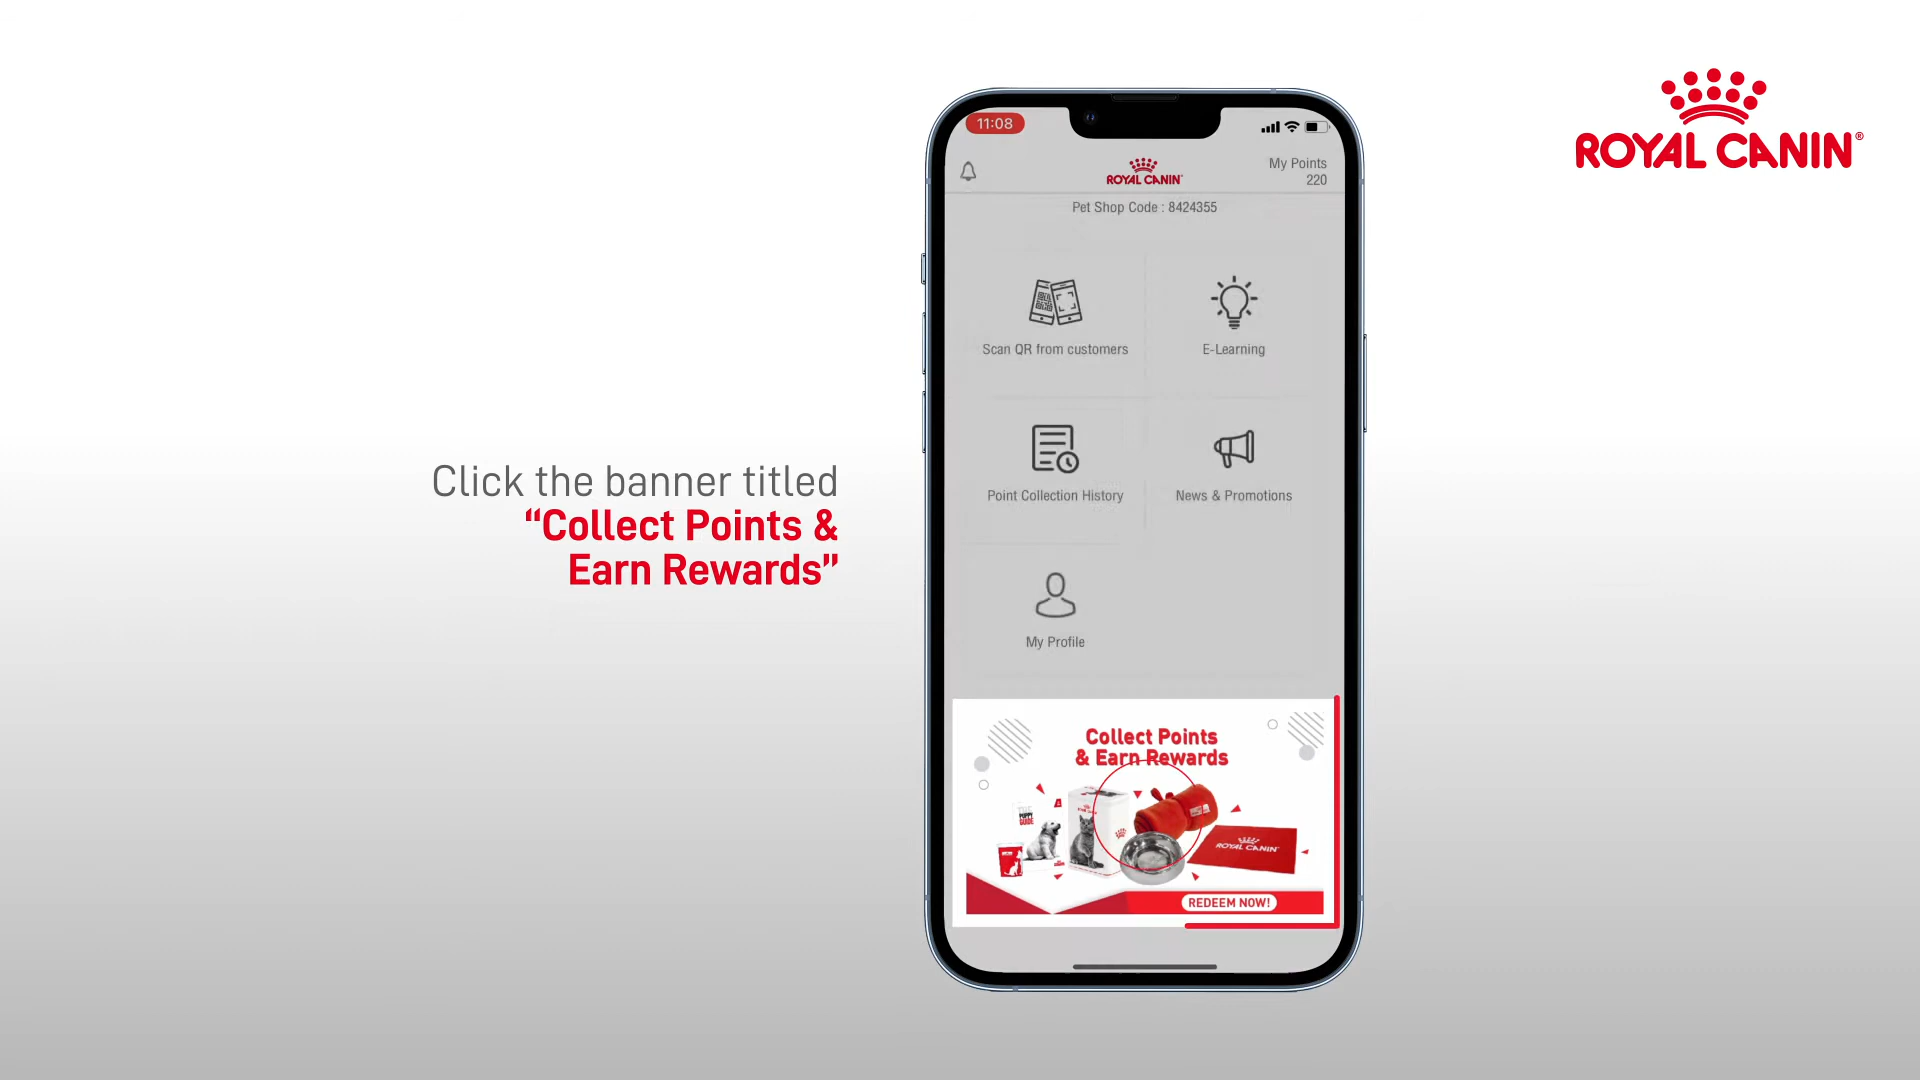 ROYAL CANIN®
11:08
ROYAL CANIN
My Points
220
Pet Shop Code : 8424355
Scan QR from customers
E-Learning
Point Collection History
News & Promotions
My Profile
Click the banner titled
“Collect Points &
Earn Rewards”
Collect Points
& Earn Rewards
PUPPY
GUIDE
ROYAL CANIN
REDEEM NOW!